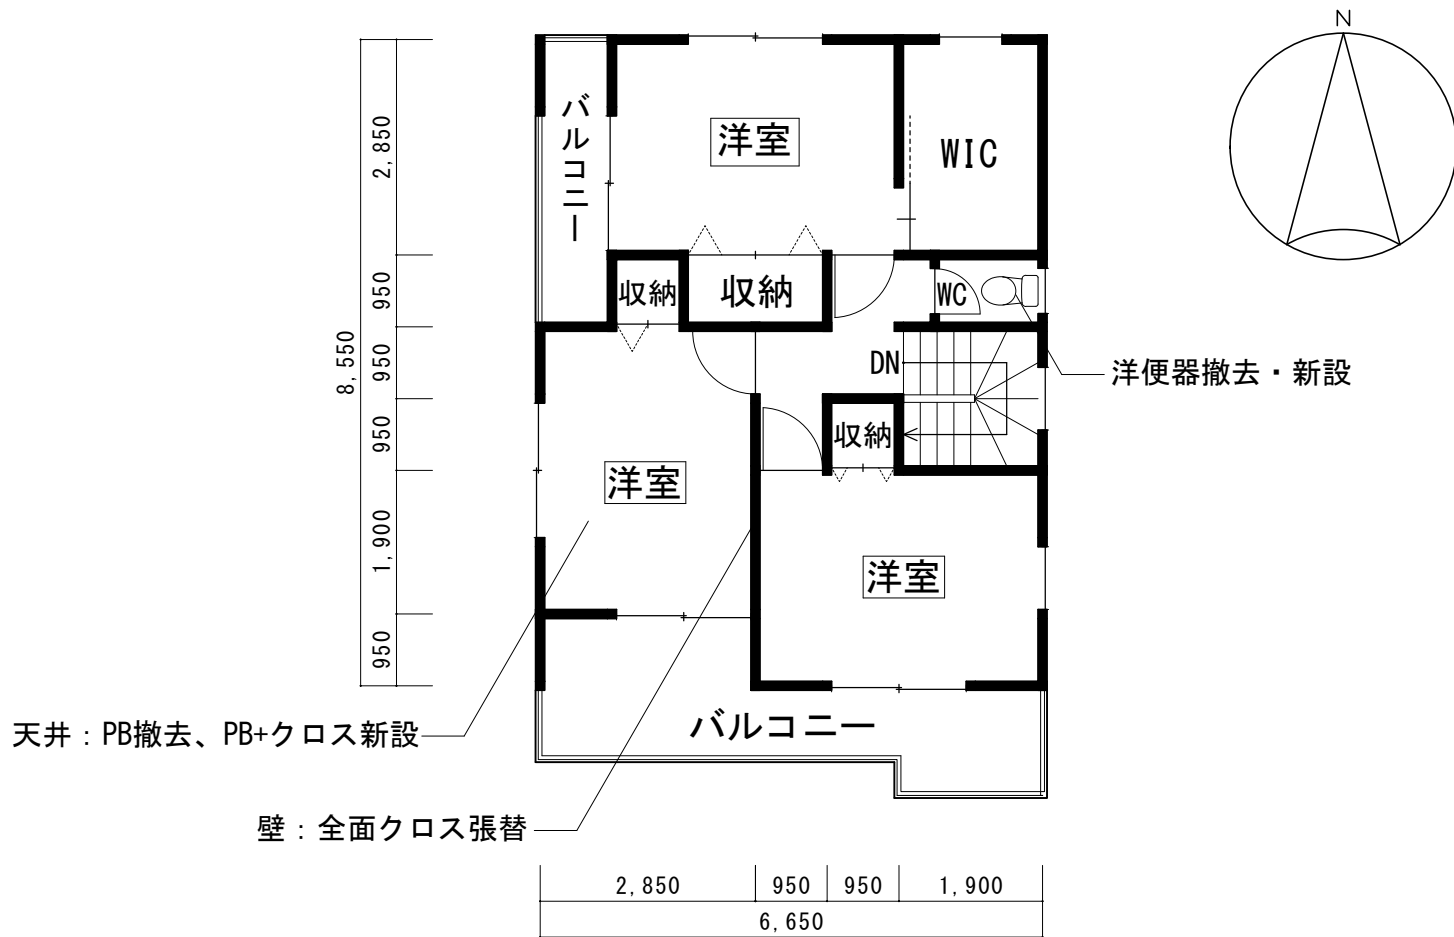 N
バルコニー
洋室
WIC
2,850
950
8,550
950
950
1,900
950
収納
収納
WC
DN
洋便器撤去・新設
収納
洋室
洋室
バルコニー
天井：PB撤去、PB+クロス新設
壁：全面クロス張替
2,850
950
950
1,900
6,650